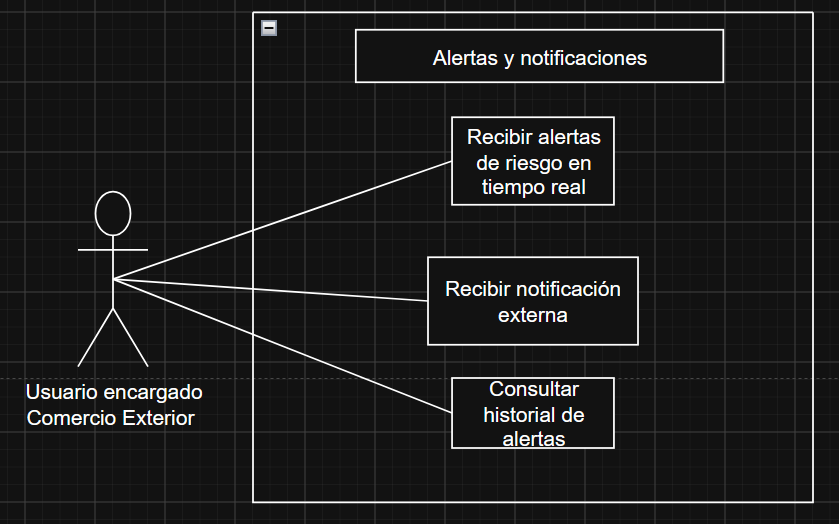 Alertas y notificaciones
Recibir alertas
de riesgo en
tiempo real
Recibir notificación
externa
Consultar
historial de
alertas
Usuario encargado
Comercio Exterior